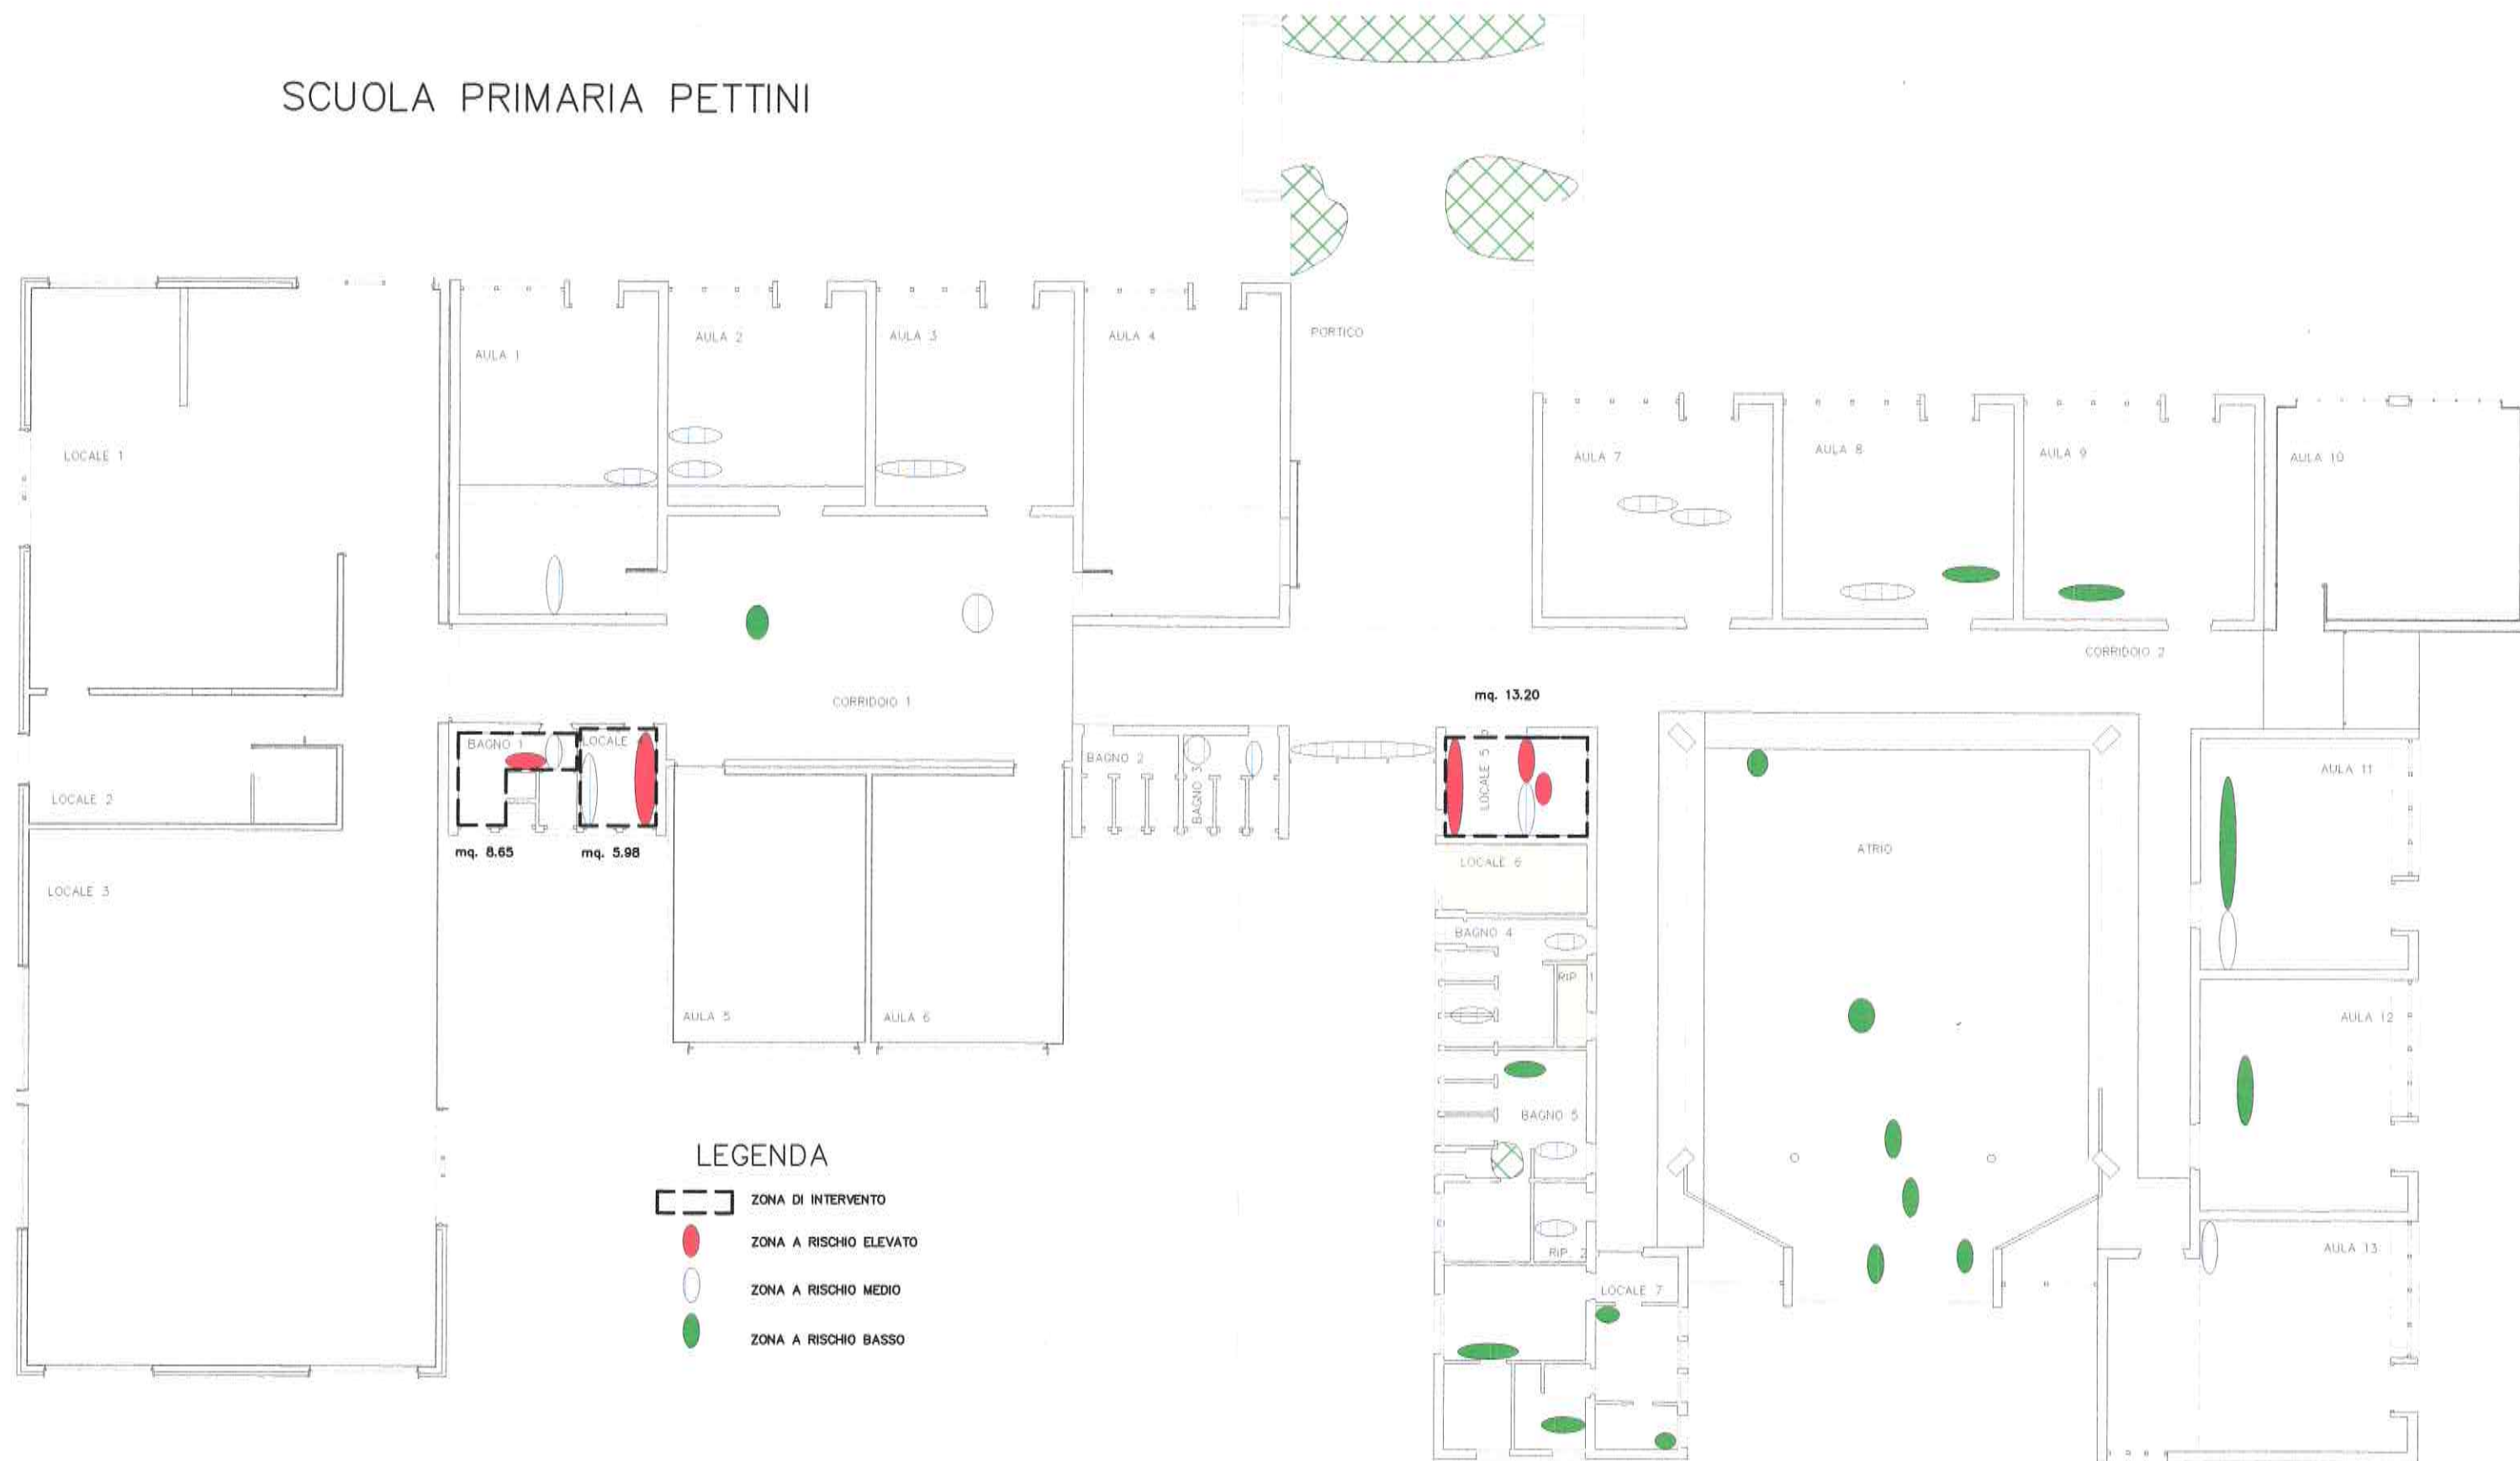 SCUOLA PRIMARIA PETTINI
AULA 1
AULA 2
AULA 3
AULA 4
PORTICO
LOCALE 1
AULA 7
AULA 8
AULA 9
AULA 10
CORRIDOIO 2
CORRIDOIO 1
mq. 13.20
BAGNO 1
LOCALE
BAGNO 2
BAGNO 3
LOCALE 5
AULA 11
LOCALE 2
mq. 8.65
mq. 5.98
ATRIO
LOCALE 6
LOCALE 3
BAGNO 4
RIP. 1
AULA 5
AULA 6
AULA 12
BAGNO 5
LEGENDA
ZONA DI INTERVENTO
ZONA A RISCHIO ELEVATO
ZONA A RISCHIO MEDIO
ZONA A RISCHIO BASSO
RIP. 2
AULA 13
LOCALE 7